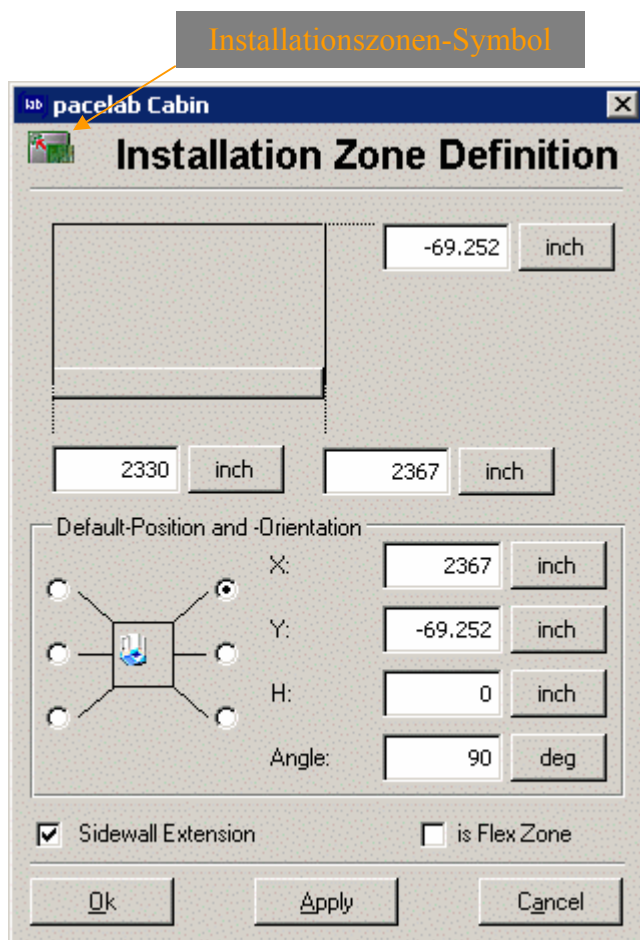 Installationszonen-Symbol
lab pacelab Cabin
Installation Zone Definition
-69.252 inch
2330 inch 2367 inch
Default-Position and -Orientation
X: 2367 inch
Y: -69.252 inch
H: 0 inch
Angle: 90 deg
Sidewall Extension is Flex Zone
Ok Apply Cancel